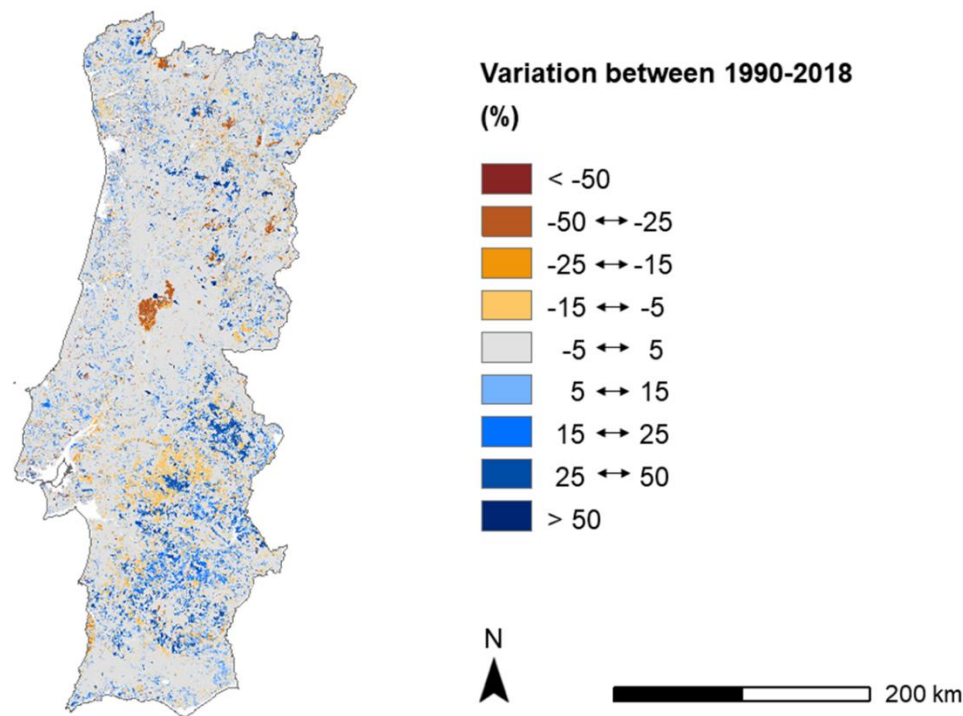 Variation between 1990-2018
(%)
< -50
-50 ↔ -25
-25 ↔ -15
-15 ↔ -5
-5 ↔ 5
5 ↔ 15
15 ↔ 25
25 ↔ 50
> 50
N
200 km